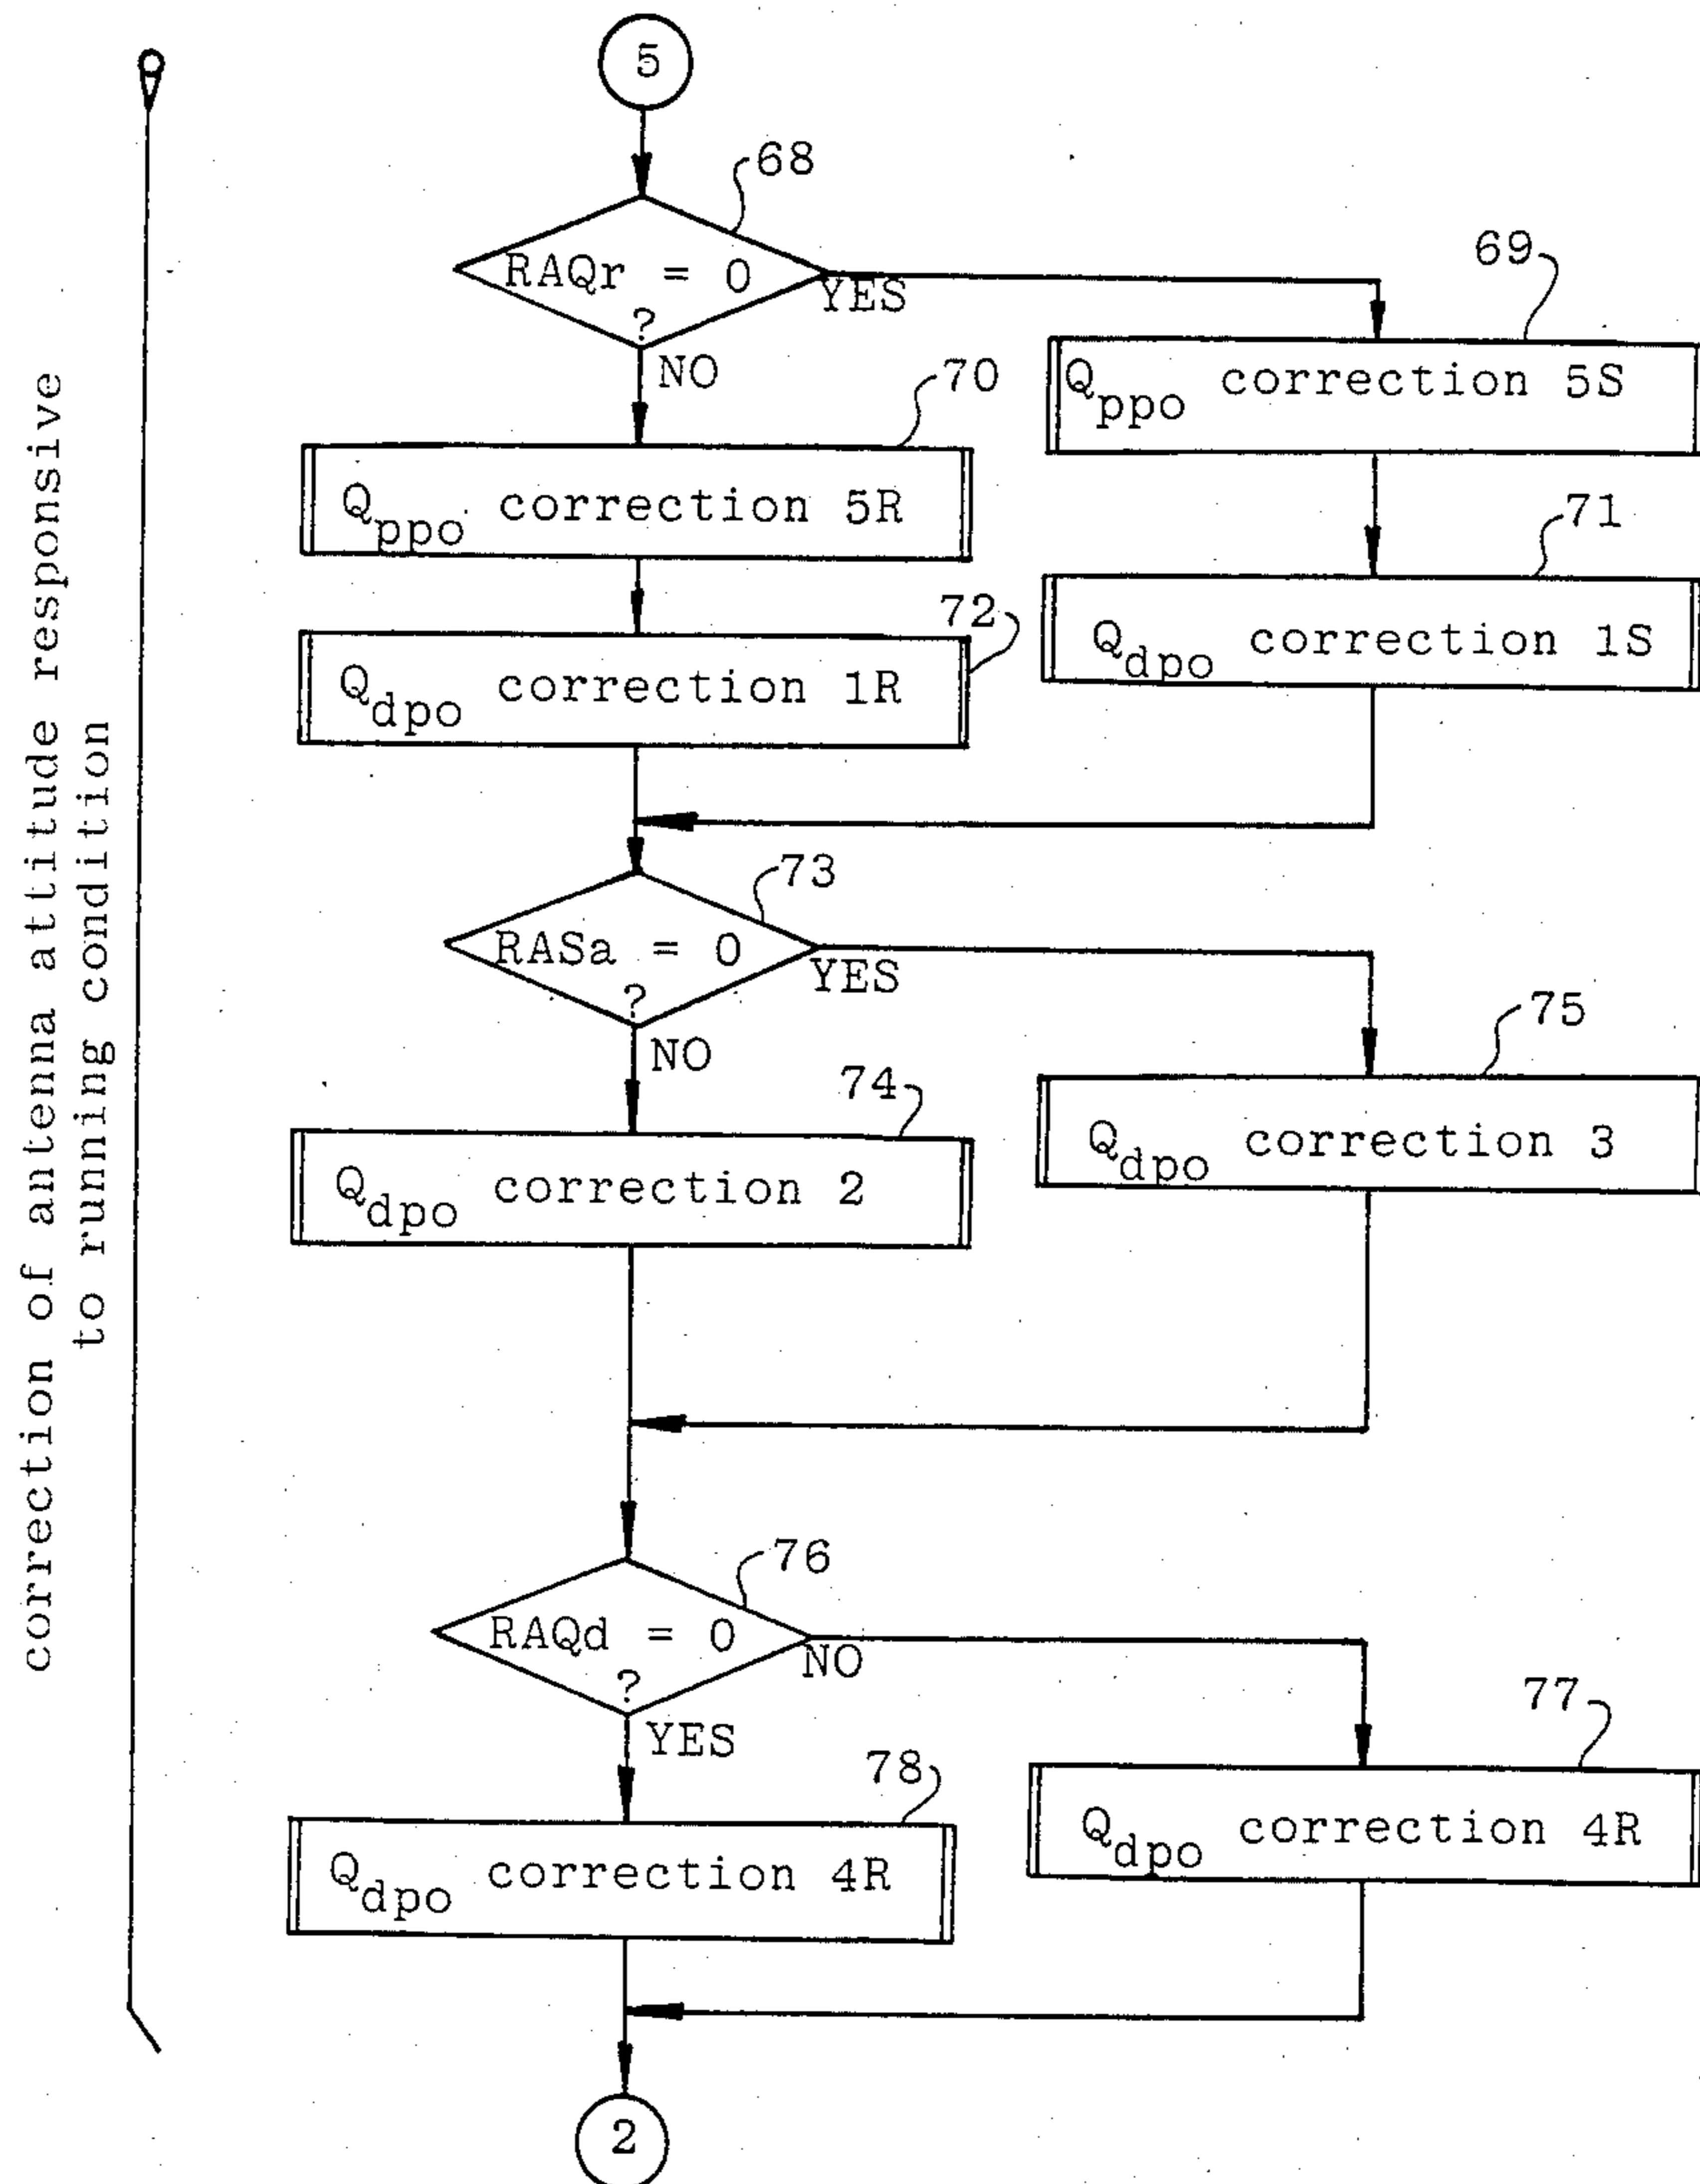 correction of antenna attitude responsive
to running condition
5
68
RAQr = 0
?
YES
NO
69
Qppo correction 5S
70
Qppo correction 5R
71
Qdpo correction 1S
72
Qdpo correction 1R
73
RASa = 0
?
YES
NO
75
Qdpo correction 3
74
Qdpo correction 2
76
RAQd = 0
?
NO
YES
77
Qdpo correction 4R
78
Qdpo correction 4R
2